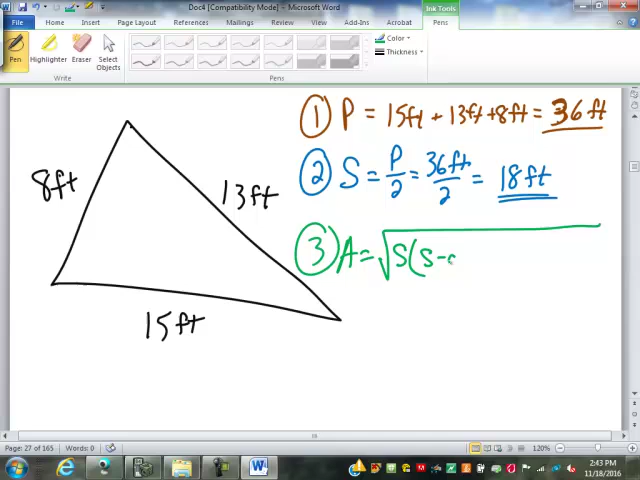 Doc4 [Compatibility Mode] - Microsoft Word
Ink Tools
File Home Insert Page Layout References Mailings Review View Add-Ins Acrobat Pens
Pen Highlighter Eraser Select Objects
Color
Thickness
Write Pens
① P = 15ft + 13ft + 8ft = 36 ft
② S = P/2 = 36ft/2 = 18 ft
③ A = √S(S-
8ft
13ft
15ft
Page: 27 of 165 Words: 0 120%
2:43 PM
11/18/2016